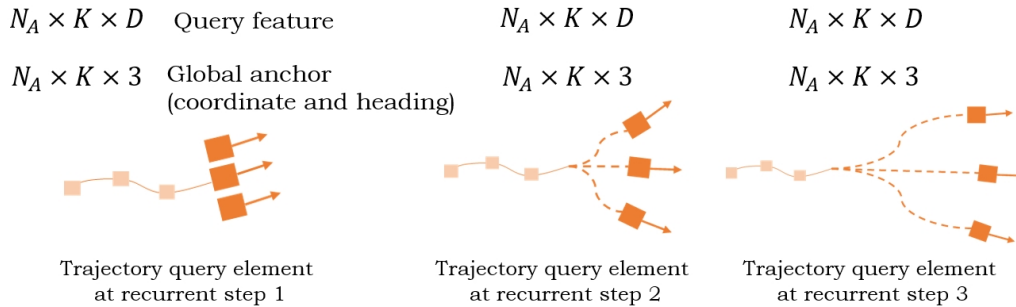 N_A × K × D Query feature
N_A × K × 3 Global anchor
(coordinate and heading)
Trajectory query element
at recurrent step 1
N_A × K × D
N_A × K × 3
Trajectory query element
at recurrent step 2
N_A × K × D
N_A × K × 3
Trajectory query element
at recurrent step 3